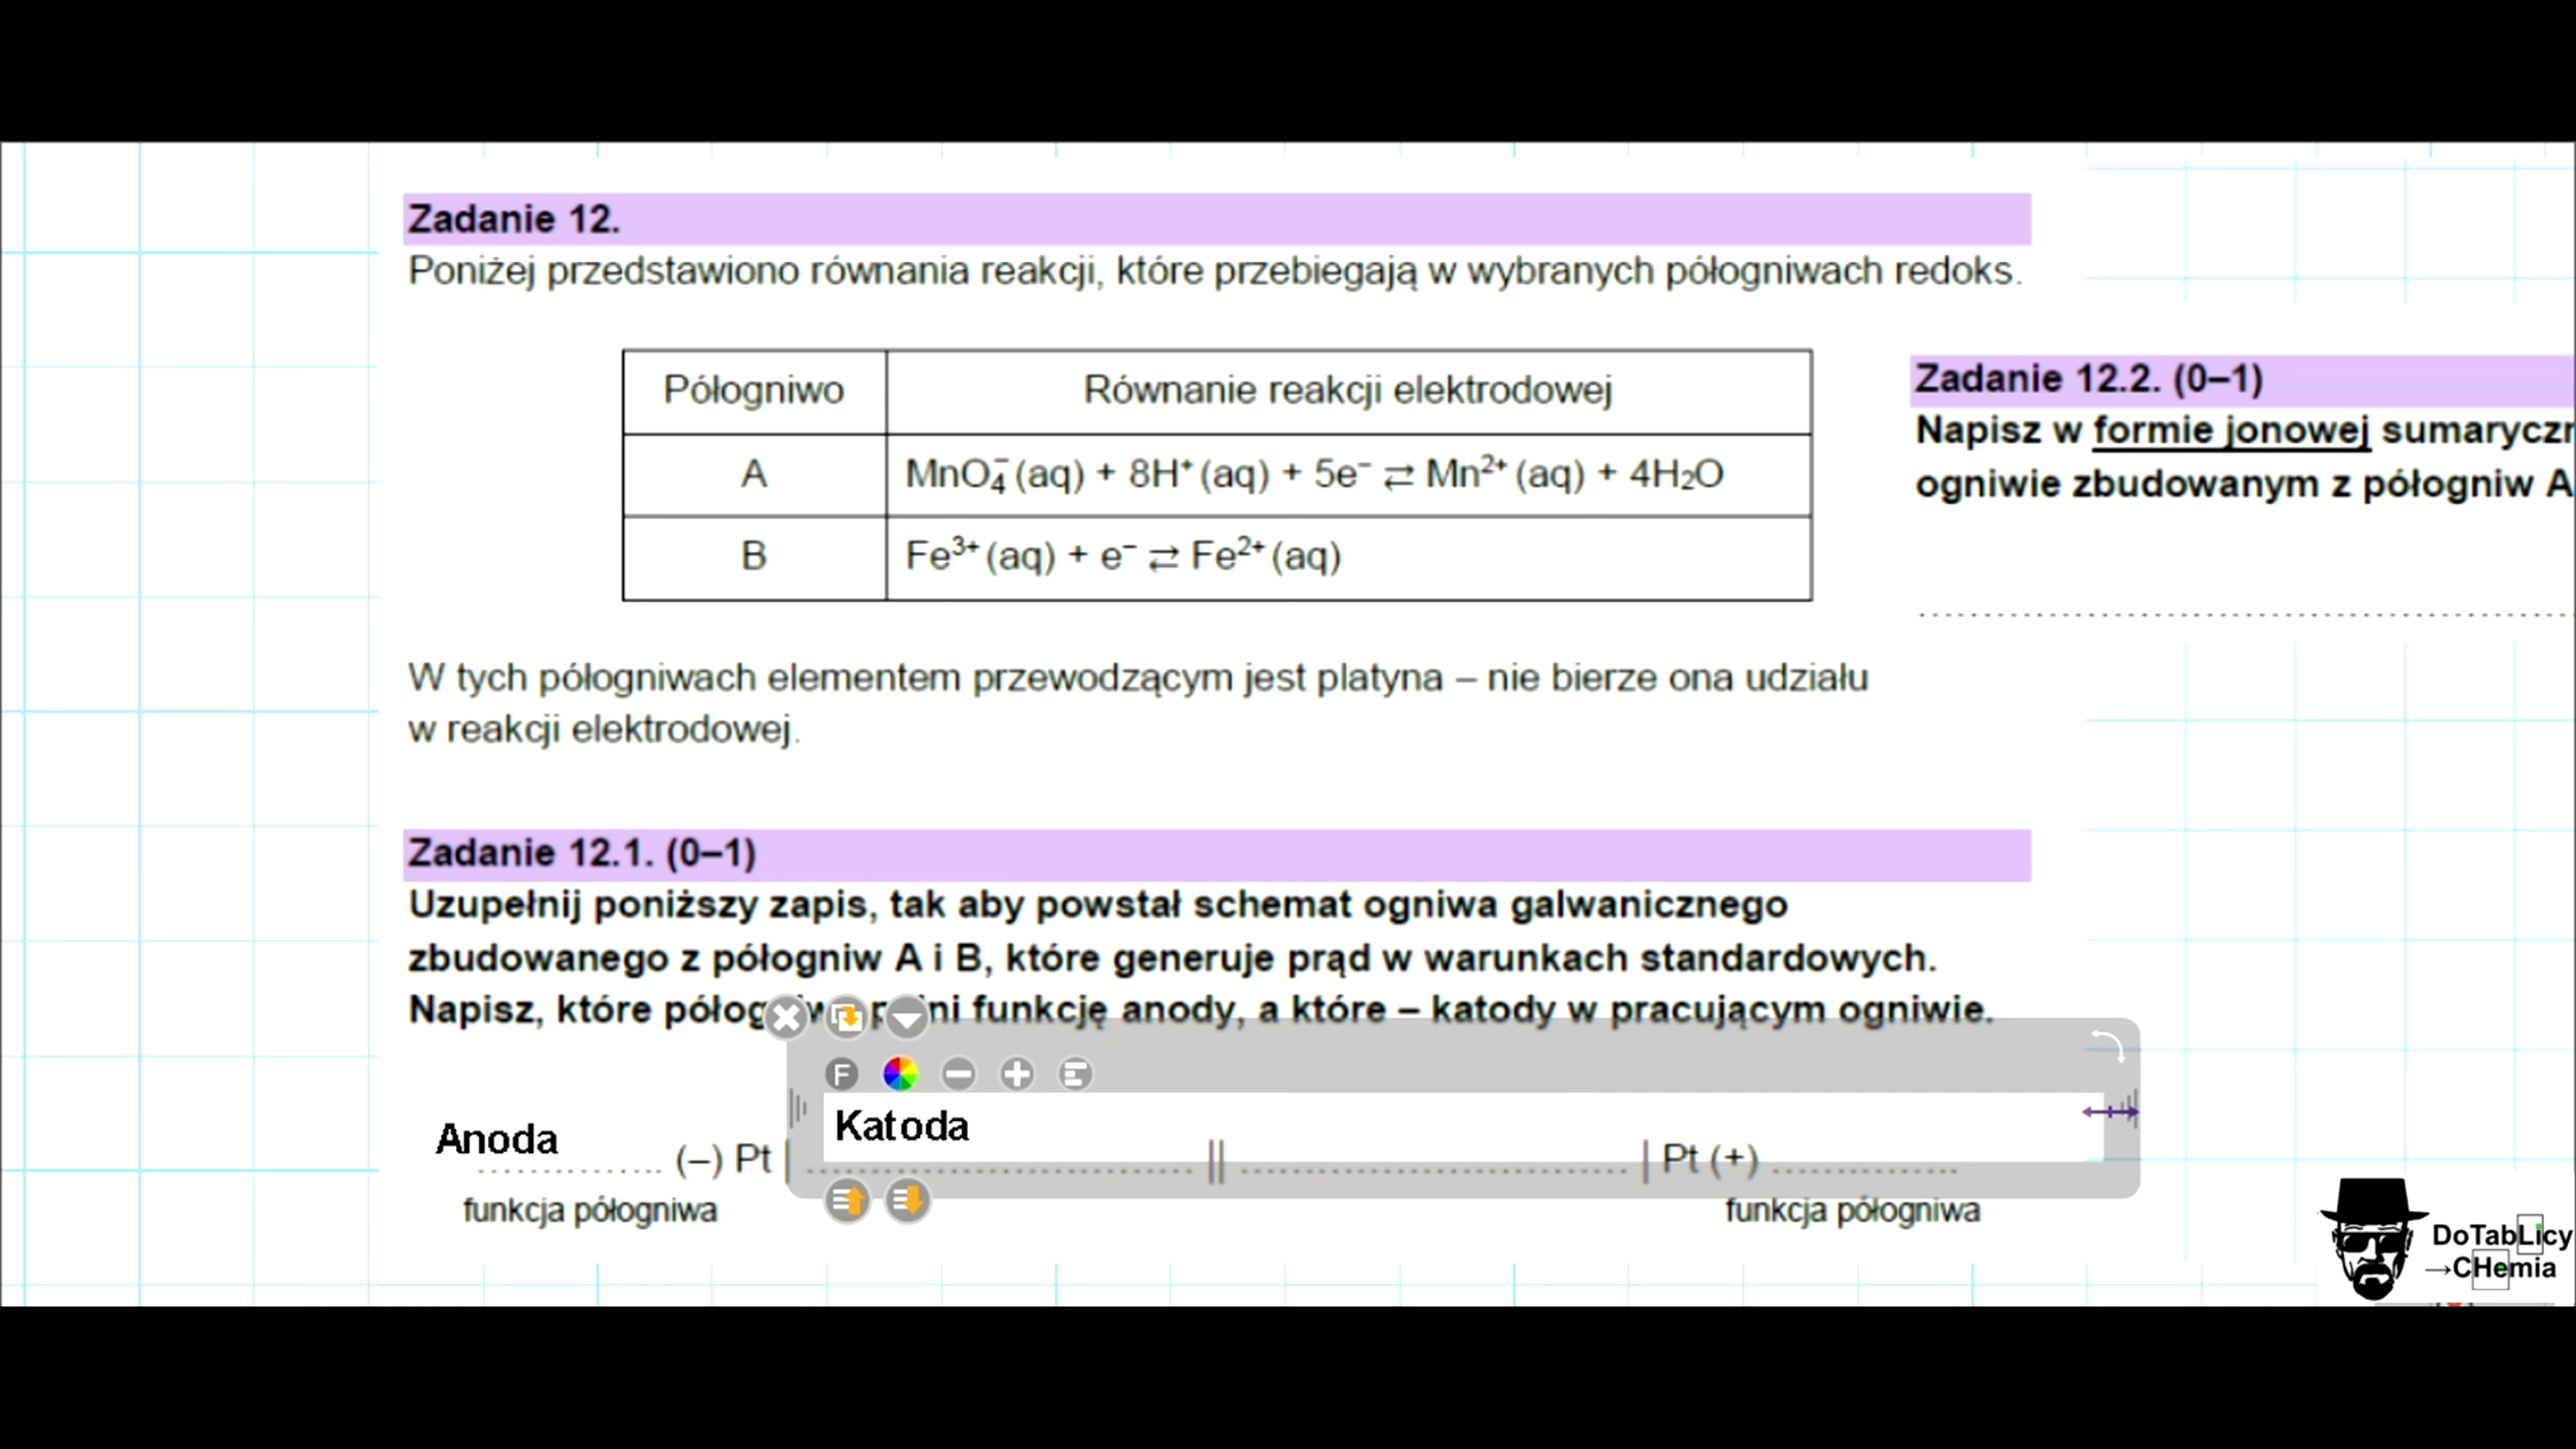 Zadanie 12.
Poniżej przedstawiono równania reakcji, które przebiegają w wybranych półogniwach redoks.
Półogniwo Równanie reakcji elektrodowej
A MnO₄⁻ (aq) + 8H⁺ (aq) + 5e⁻ ⇄ Mn²⁺ (aq) + 4H₂O
B Fe³⁺ (aq) + e⁻ ⇄ Fe²⁺ (aq)
W tych półogniwach elementem przewodzącym jest platyna – nie bierze ona udziału
w reakcji elektrodowej.
Zadanie 12.1. (0–1)
Uzupełnij poniższy zapis, tak aby powstał schemat ogniwa galwanicznego
zbudowanego z półogniw A i B, które generuje prąd w warunkach standardowych.
Napisz, które funkcję anody, a które – katody w pracującym ogniwie.
F
Katoda
Anoda
(–) Pt | || | Pt (+)
funkcja półogniwa funkcja półogniwa
Zadanie 12.2. (0–1)
Napisz w formie jonowej
ogniwie zbudowanym z półogniw A
DoTabLicy
→CHemia